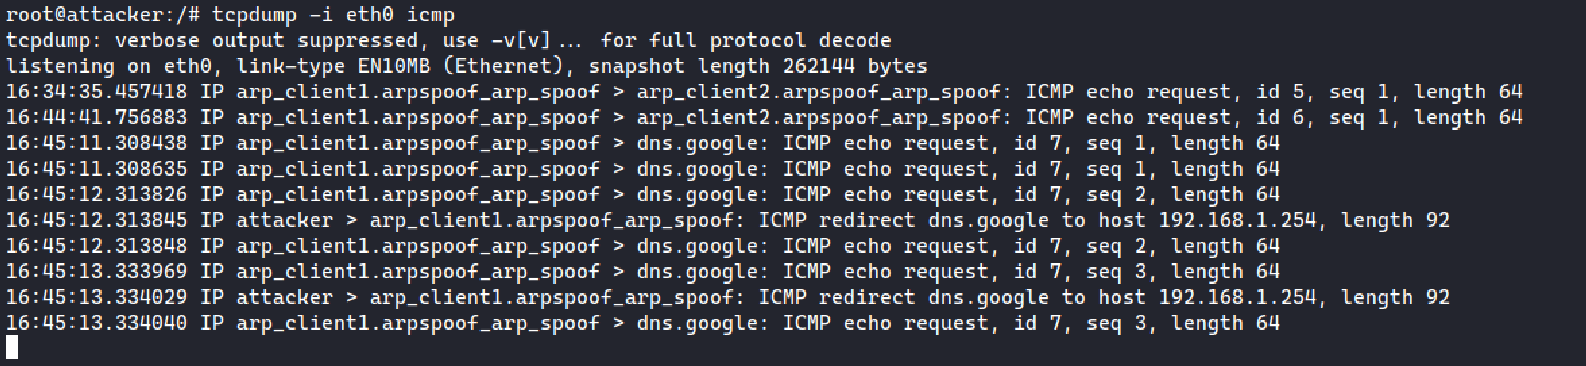 root@attacker:/# tcpdump -i eth0 icmp
tcpdump: verbose output suppressed, use -v[v]... for full protocol decode
listening on eth0, link-type EN10MB (Ethernet), snapshot length 262144 bytes
16:34:35.457418 IP arp_client1.arpspoof_arp_spoof > arp_client2.arpspoof_arp_spoof: ICMP echo request, id 5, seq 1, length 64
16:44:41.756883 IP arp_client1.arpspoof_arp_spoof > arp_client2.arpspoof_arp_spoof: ICMP echo request, id 6, seq 1, length 64
16:45:11.308438 IP arp_client1.arpspoof_arp_spoof > dns.google: ICMP echo request, id 7, seq 1, length 64
16:45:11.308635 IP arp_client1.arpspoof_arp_spoof > dns.google: ICMP echo request, id 7, seq 1, length 64
16:45:12.313826 IP arp_client1.arpspoof_arp_spoof > dns.google: ICMP echo request, id 7, seq 2, length 64
16:45:12.313845 IP attacker > arp_client1.arpspoof_arp_spoof: ICMP redirect dns.google to host 192.168.1.254, length 92
16:45:12.313848 IP arp_client1.arpspoof_arp_spoof > dns.google: ICMP echo request, id 7, seq 2, length 64
16:45:13.333969 IP arp_client1.arpspoof_arp_spoof > dns.google: ICMP echo request, id 7, seq 3, length 64
16:45:13.334029 IP attacker > arp_client1.arpspoof_arp_spoof: ICMP redirect dns.google to host 192.168.1.254, length 92
16:45:13.334040 IP arp_client1.arpspoof_arp_spoof > dns.google: ICMP echo request, id 7, seq 3, length 64